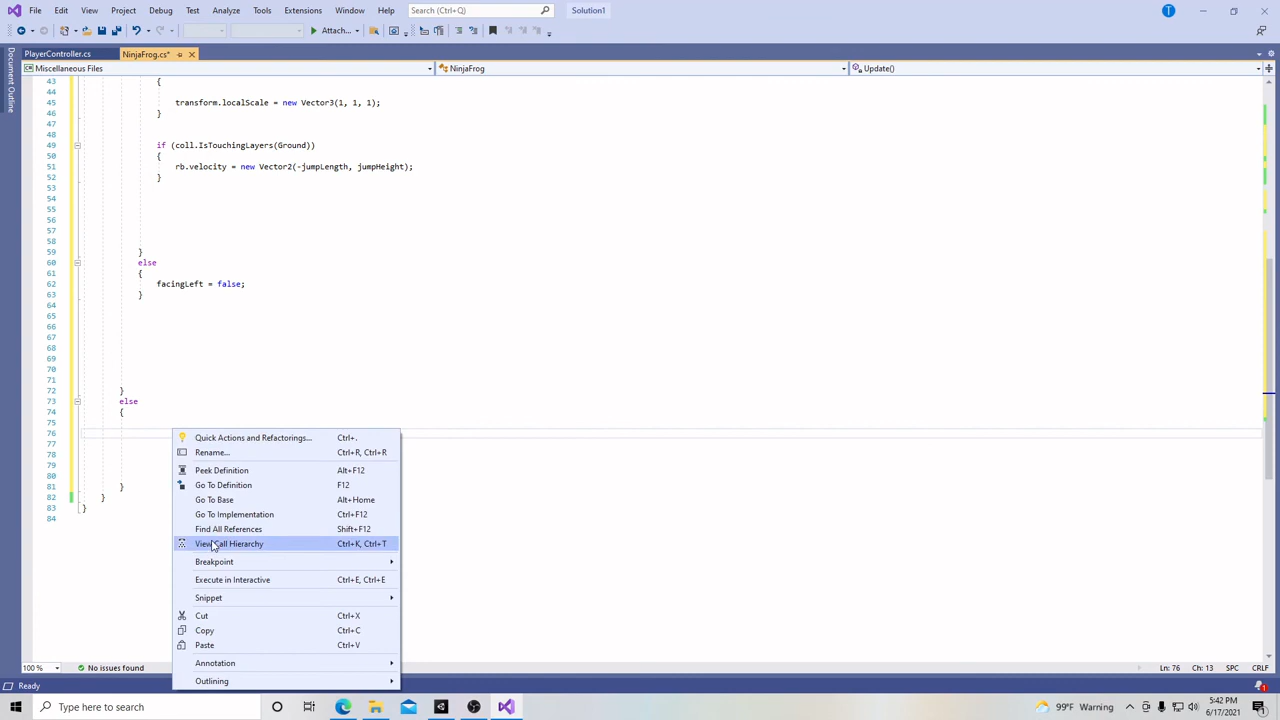 File Edit View Git Project Debug Test Analyze Tools Extensions Window Help Search (Ctrl+Q) Solution1 T
Attach...
Document Outline
PlayerController.cs NinjaFrog.cs*
Miscellaneous Files NinjaFrog Update()
43 {
44
45 transform.localScale = new Vector3(1, 1, 1);
46 }
47
48
49 if (coll.IsTouchingLayers(Ground))
50 {
51 rb.velocity = new Vector2(-jumpLength, jumpHeight);
52 }
53
54
55
56
57
58
59 }
60 else
61 {
62 facingLeft = false;
63 }
64
65
66
67
68
69
70
71
72 }
73 else
74 {
75
76
77
78
79
80
81 }
82 }
83 }
84
Quick Actions and Refactorings... Ctrl+.
Rename... Ctrl+R, Ctrl+R
Peek Definition Alt+F12
Go To Definition F12
Go To Base Alt+Home
Go To Implementation Ctrl+F12
Find All References Shift+F12
View Call Hierarchy Ctrl+K, Ctrl+T
Breakpoint
Execute in Interactive Ctrl+E, Ctrl+E
Snippet
Cut Ctrl+X
Copy Ctrl+C
Paste Ctrl+V
Annotation
Outlining
100 % No issues found Ln: 76 Ch: 13 SPC CRLF
Ready
Type here to search 99°F Warning 5:42 PM
6/17/2021